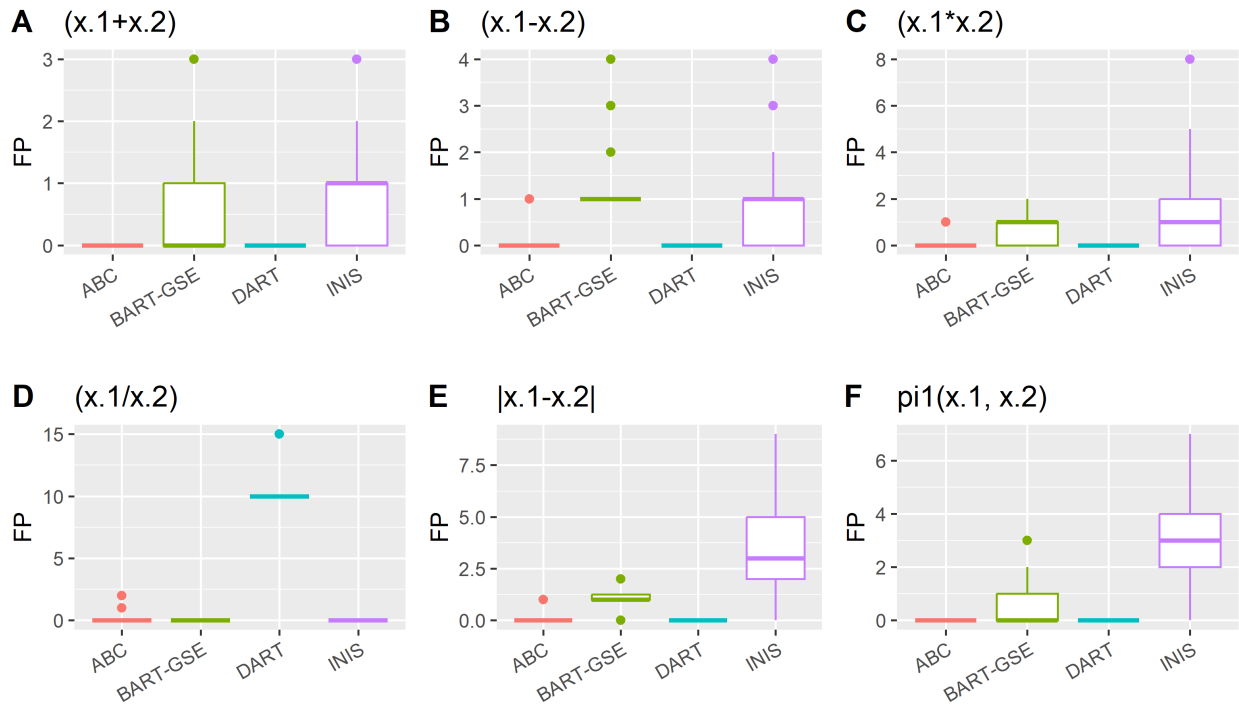 A (x.1+x.2)
FP
3
2
1
0
ABC
BART-GSE
DART
INIS
B (x.1-x.2)
FP
4
3
2
1
0
ABC
BART-GSE
DART
INIS
C (x.1*x.2)
FP
8
6
4
2
0
ABC
BART-GSE
DART
INIS
D (x.1/x.2)
FP
15
10
5
0
ABC
BART-GSE
DART
INIS
E |x.1-x.2|
FP
7.5
5.0
2.5
0.0
ABC
BART-GSE
DART
INIS
F pi1(x.1, x.2)
FP
6
4
2
0
ABC
BART-GSE
DART
INIS